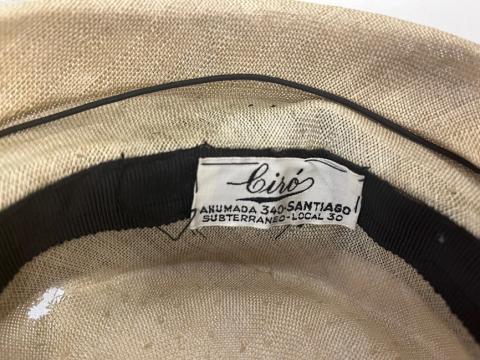 Ciró
AHUMADA 340-SANTIAGO
SUBTERRANEO-LOCAL 30